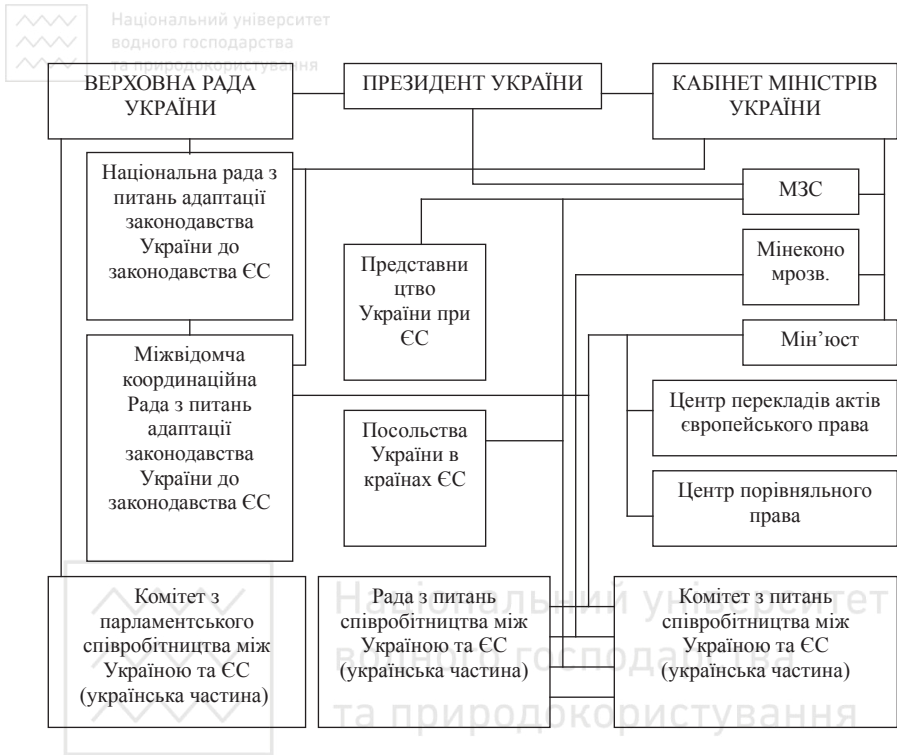 Національний університет
водного господарства
та природокористування
ВЕРХОВНА РАДА
УКРАЇНИ
ПРЕЗИДЕНТ УКРАЇНИ
КАБІНЕТ МІНІСТРІВ
УКРАЇНИ
Національна рада з
питань адаптації
законодавства
України до
законодавства ЄС
МЗС
Представни
цтво
України при
ЄС
Мінеконо
мрозв.
Мін’юст
Міжвідомча
координаційна
Рада з питань
адаптації
законодавства
України до
законодавства ЄС
Посольства
України в
країнах ЄС
Центр перекладів актів
європейського права
Центр порівняльного
права
Комітет з
парламентського
співробітництва між
Україною та ЄС
(українська частина)
Рада з питань
співробітництва між
Україною та ЄС
(українська частина)
Комітет з питань
співробітництва між
Україною та ЄС
(українська частина)
Національний університет
водного господарства
та природокористування